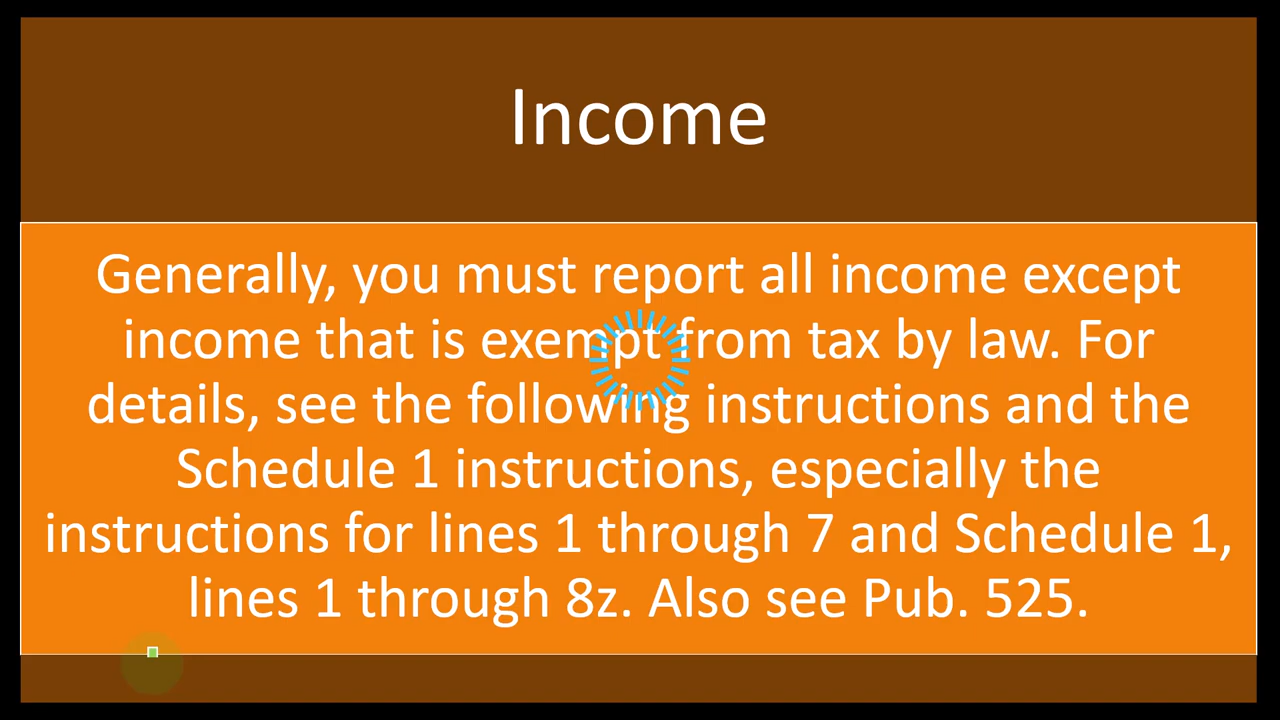 Income
Generally, you must report all income except
income that is exempt from tax by law. For
details, see the following instructions and the
Schedule 1 instructions, especially the
instructions for lines 1 through 7 and Schedule 1,
lines 1 through 8z. Also see Pub. 525.